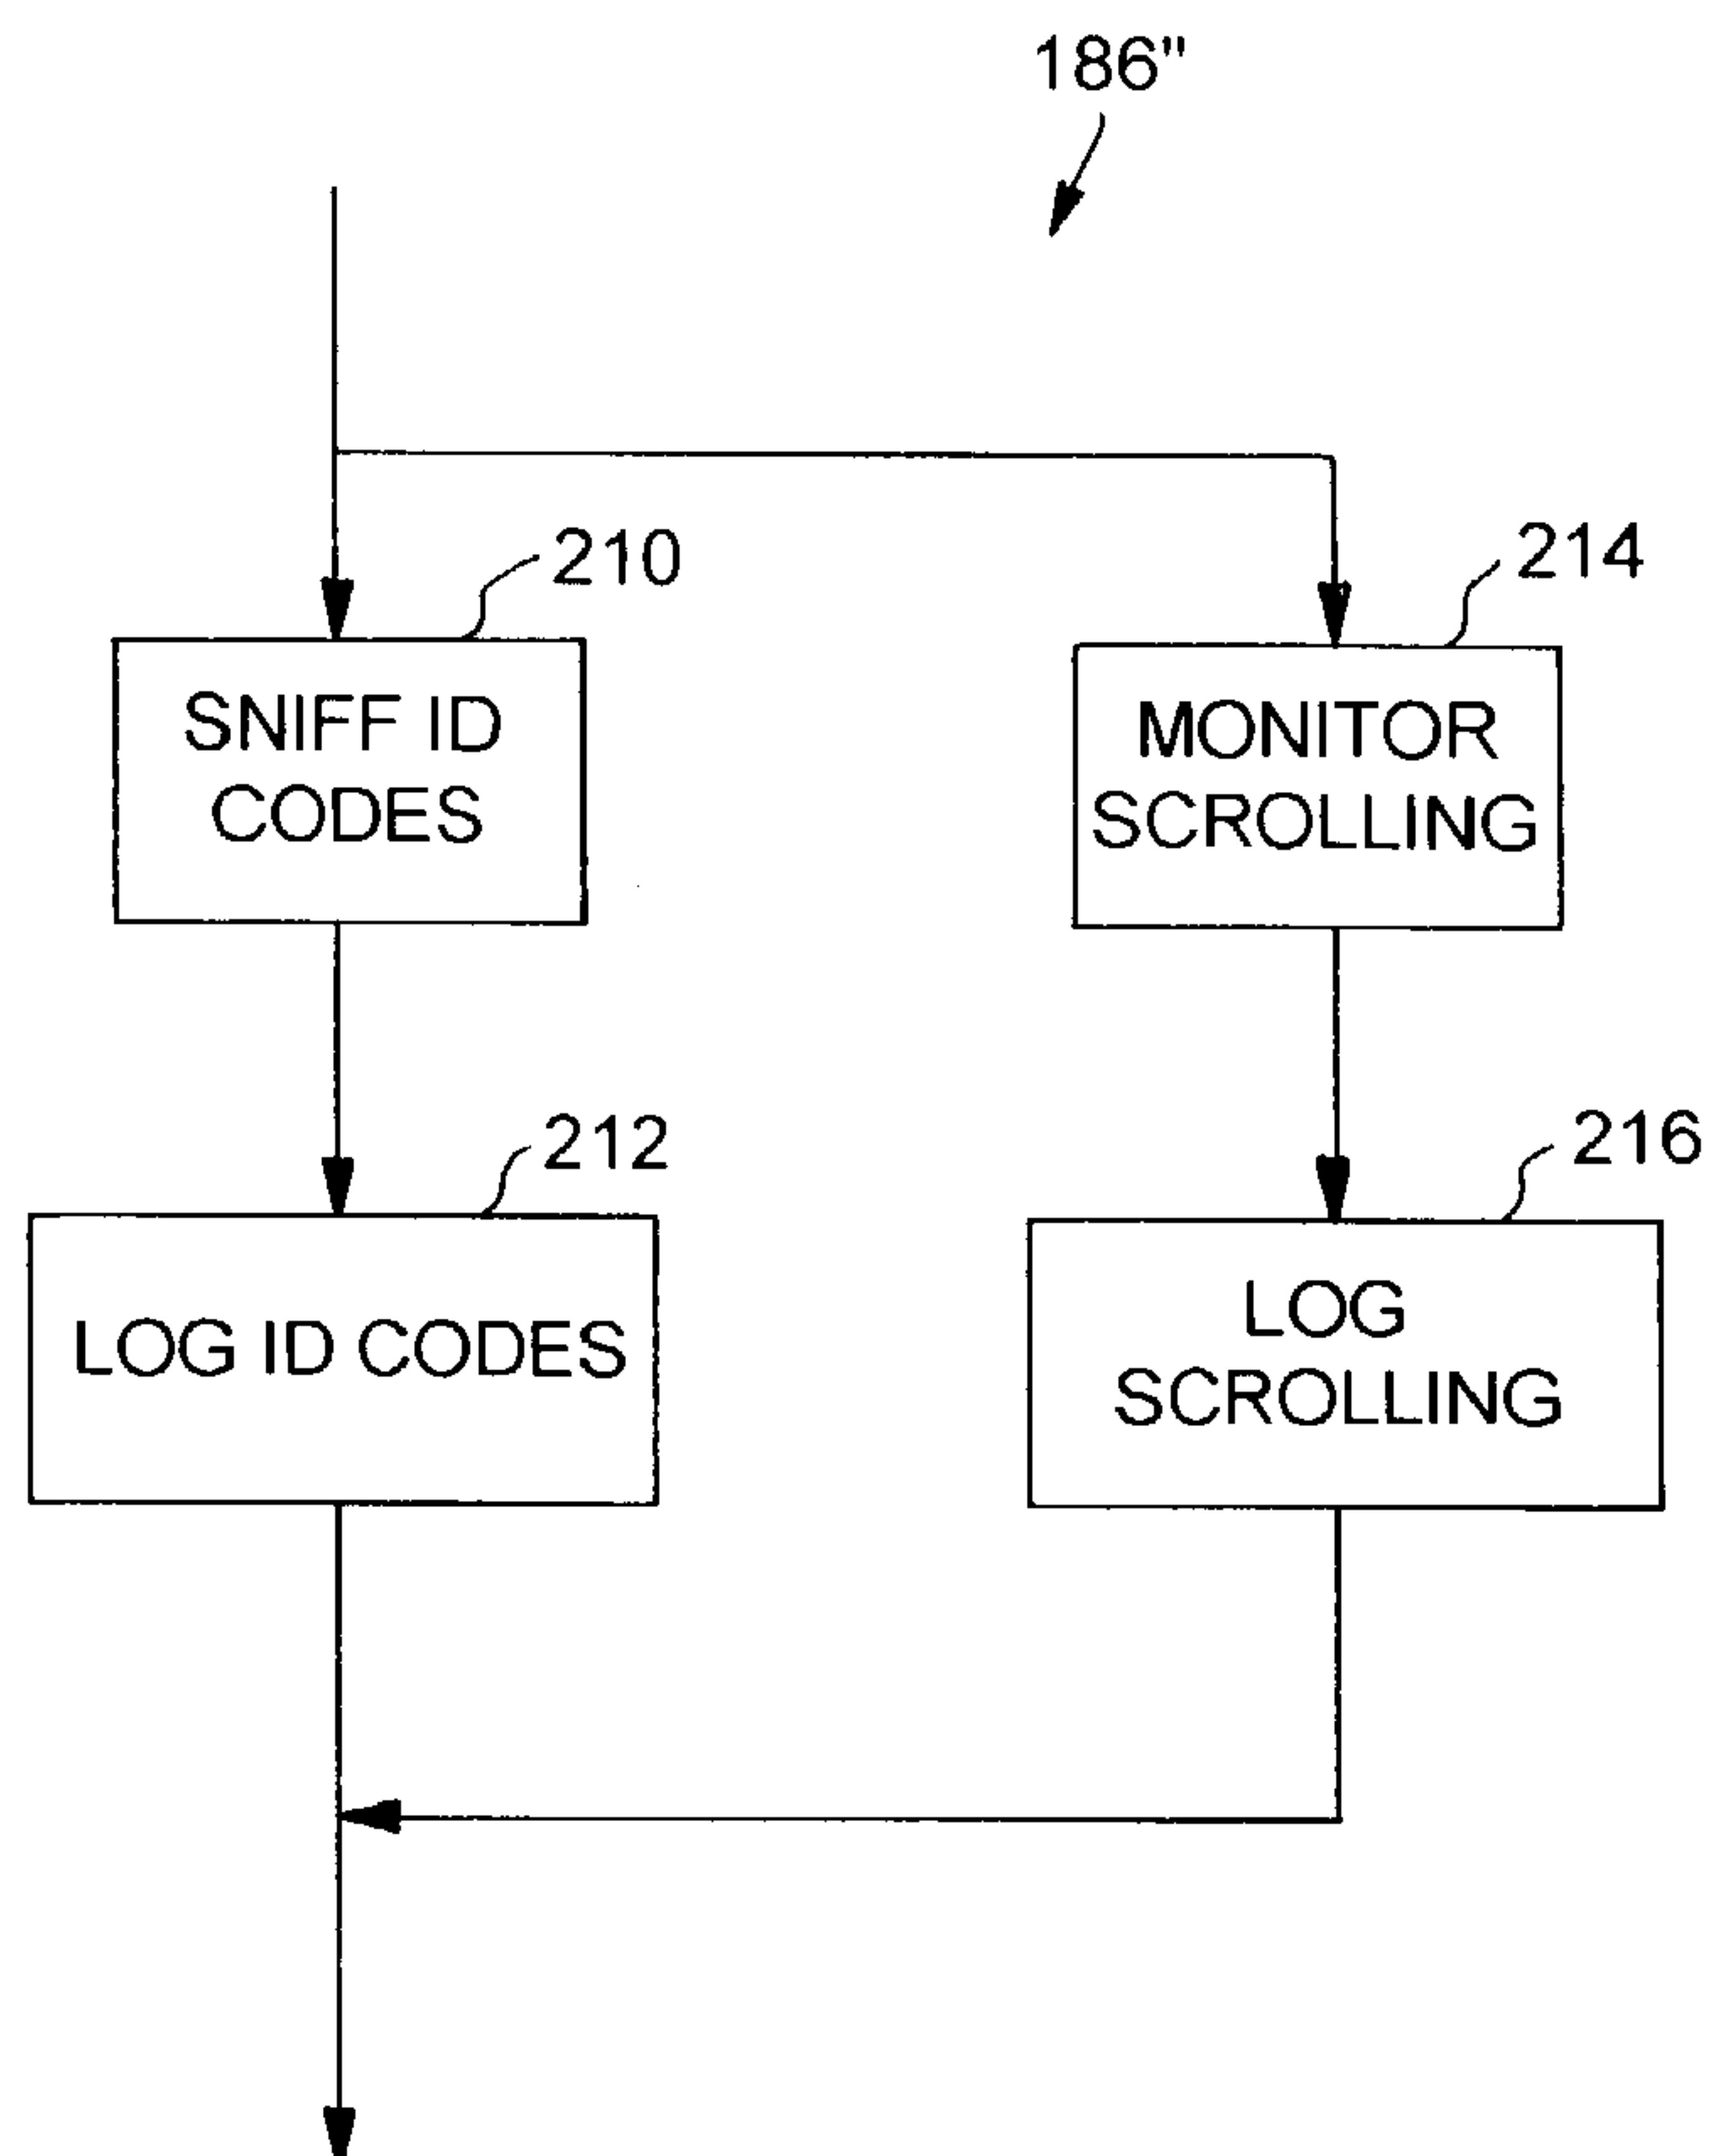 186"
210
214
SNIFF ID
CODES
MONITOR
SCROLLING
212
216
LOG ID CODES
LOG
SCROLLING